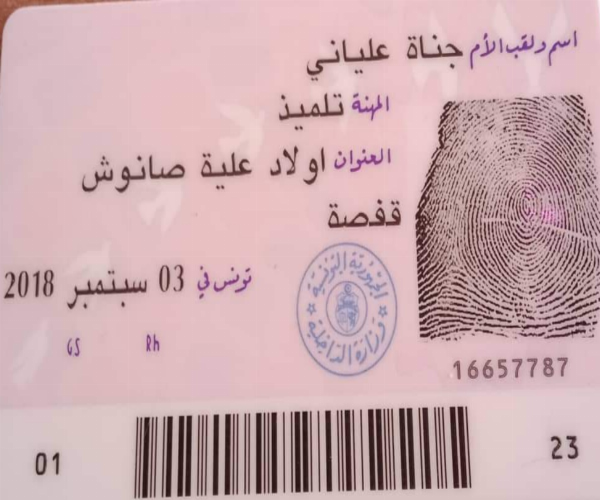 اسم ولقب الأم جناة علياني
المهنة تلميذ
العنوان اولاد علية صانوش
قفصة
تونس في 03 سبتمبر 2018
الجمهورية التونسية
وزارة الداخلية
GS Rh
16657787
01 23